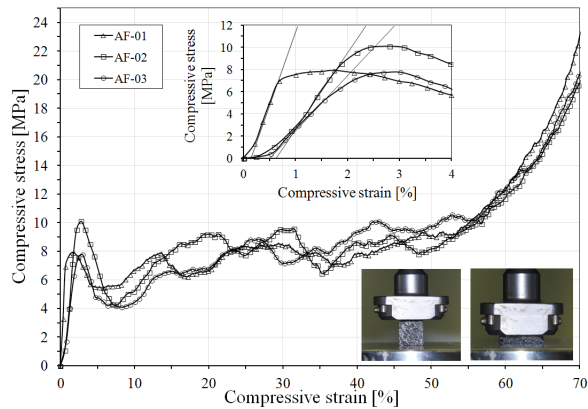 24
22
20
18
16
14
12
10
8
6
4
2
0
Compressive stress [MPa]
AF-01
AF-02
AF-03
12
10
8
6
4
2
0
Compressive stress
[MPa]
0 1 2 3 4
Compressive strain [%]
0 10 20 30 40 50 60 70
Compressive strain [%]